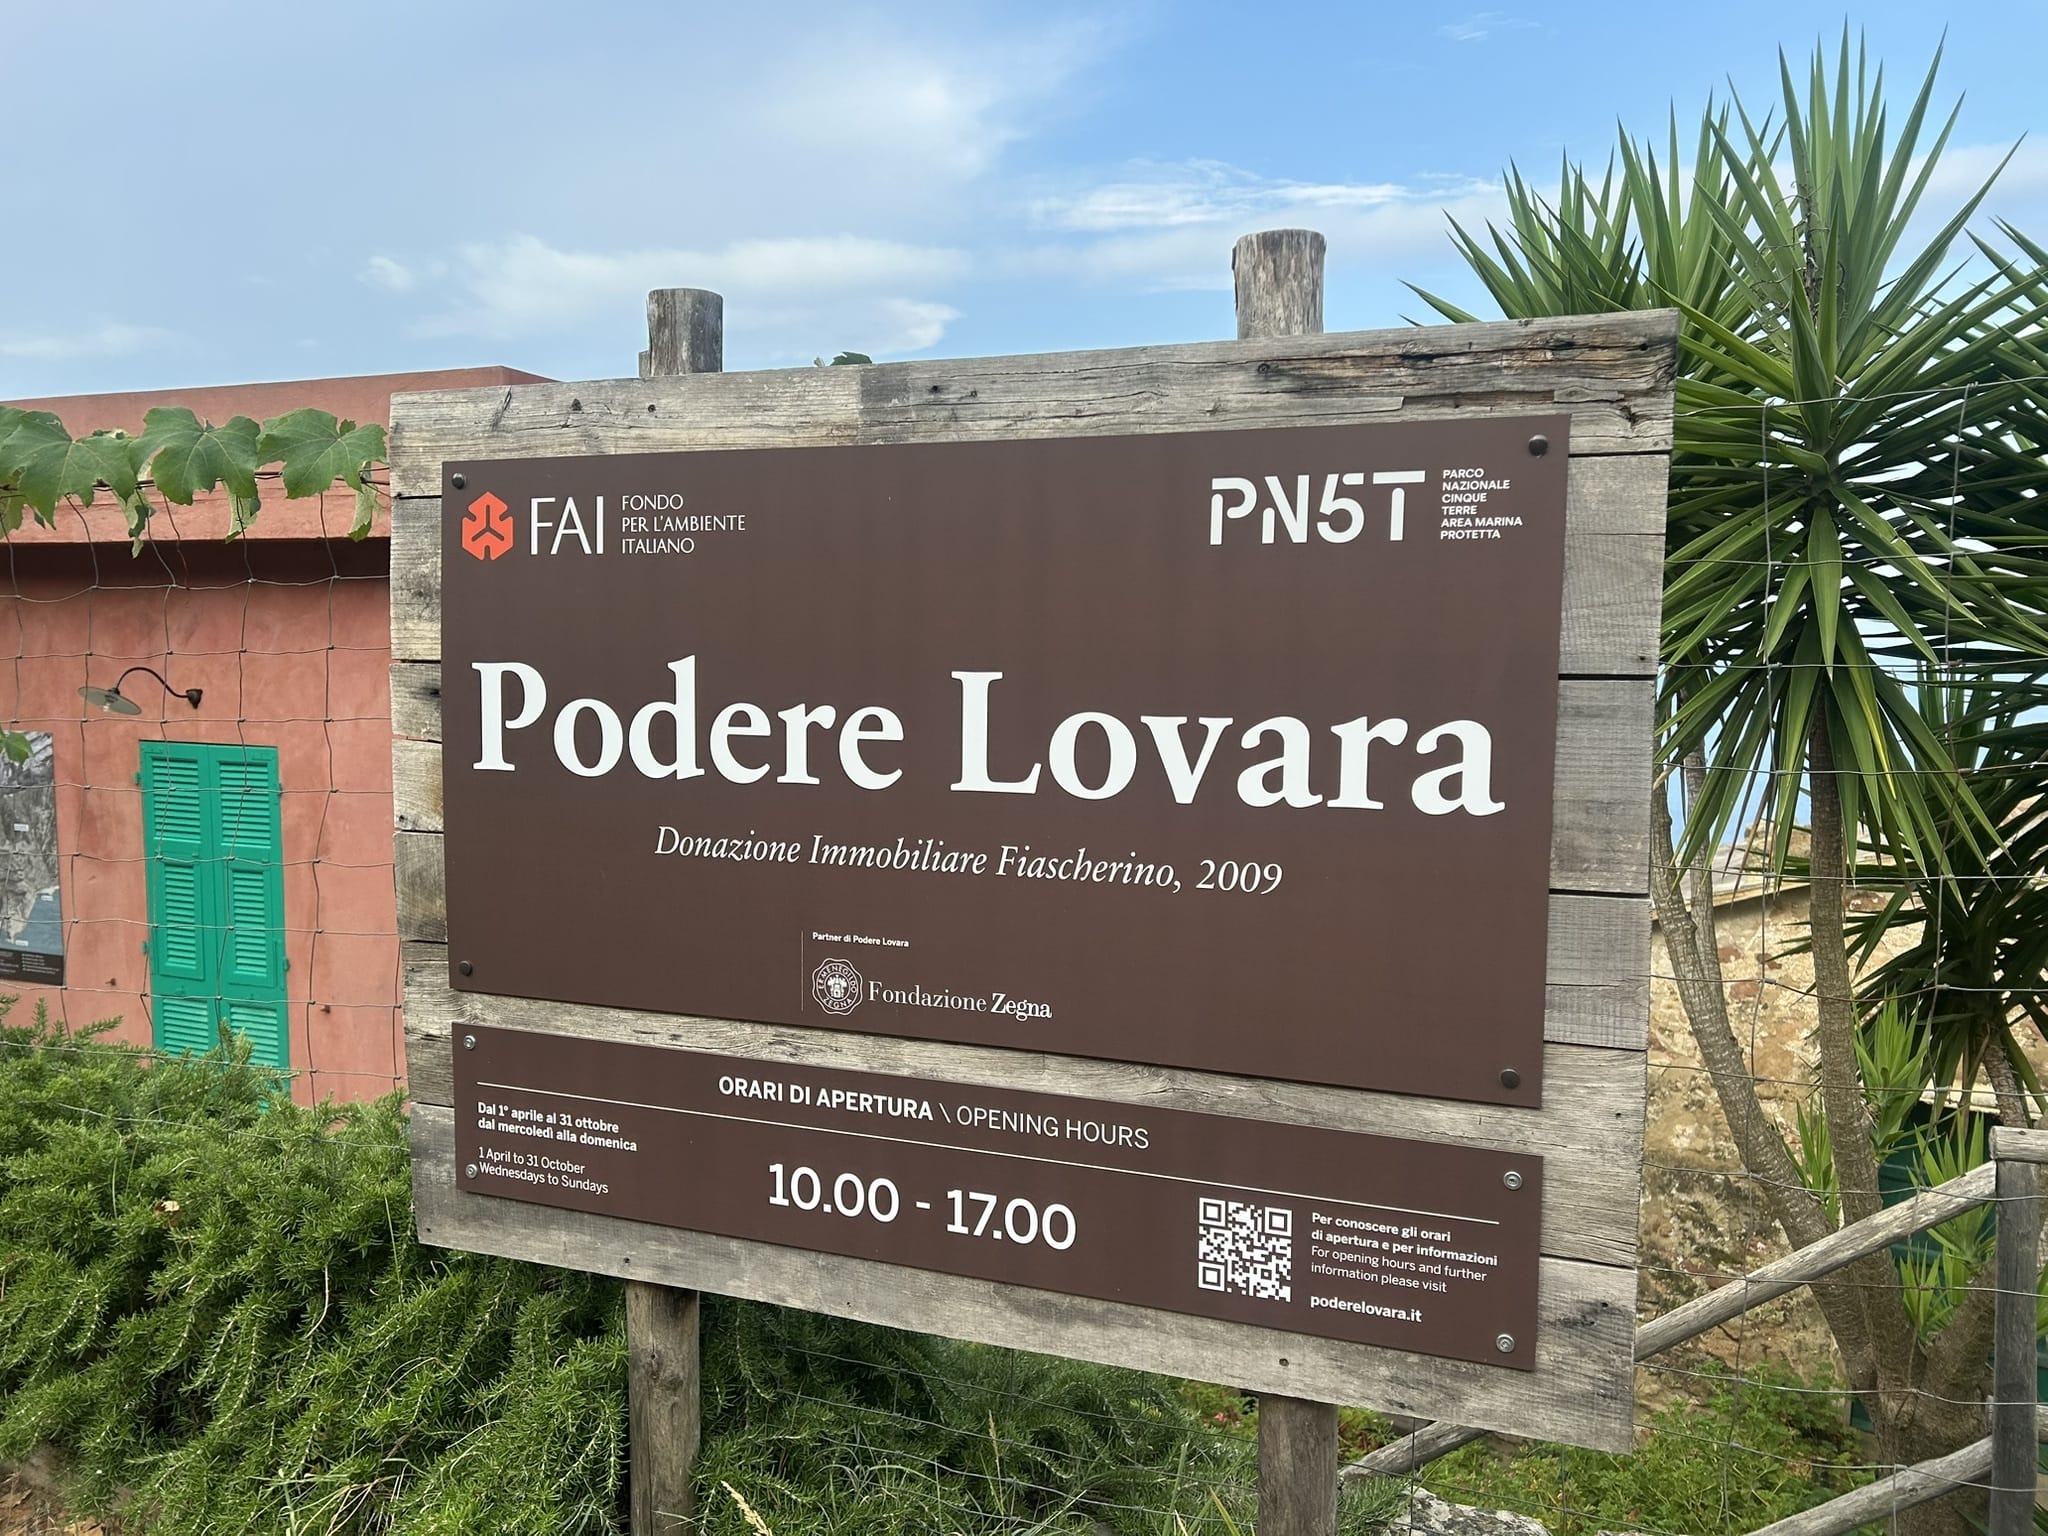 FAI
FONDO
PER L'AMBIENTE
ITALIANO
PN5T
PARCO
NAZIONALE
CINQUE
TERRE
AREA MARINA
PROTETTA
Podere Lovara
Donazione Immobiliare Fiascherino, 2009
Partner di Podere Lovara
ERMENEGILDO
ZEGNA
Fondazione Zegna
ORARI DI APERTURA \ OPENING HOURS
Dal 1° aprile al 31 ottobre
dal mercoledì alla domenica
1 April to 31 October
Wednesdays to Sundays
10.00 - 17.00
Per conoscere gli orari
di apertura e per informazioni
For opening hours and further
information please visit
poderelovara.it